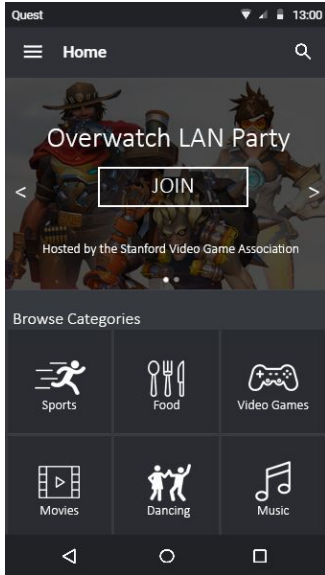 Quest 13:00
Home
Overwatch LAN Party
< JOIN >
Hosted by the Stanford Video Game Association
Browse Categories
Sports Food Video Games
Movies Dancing Music